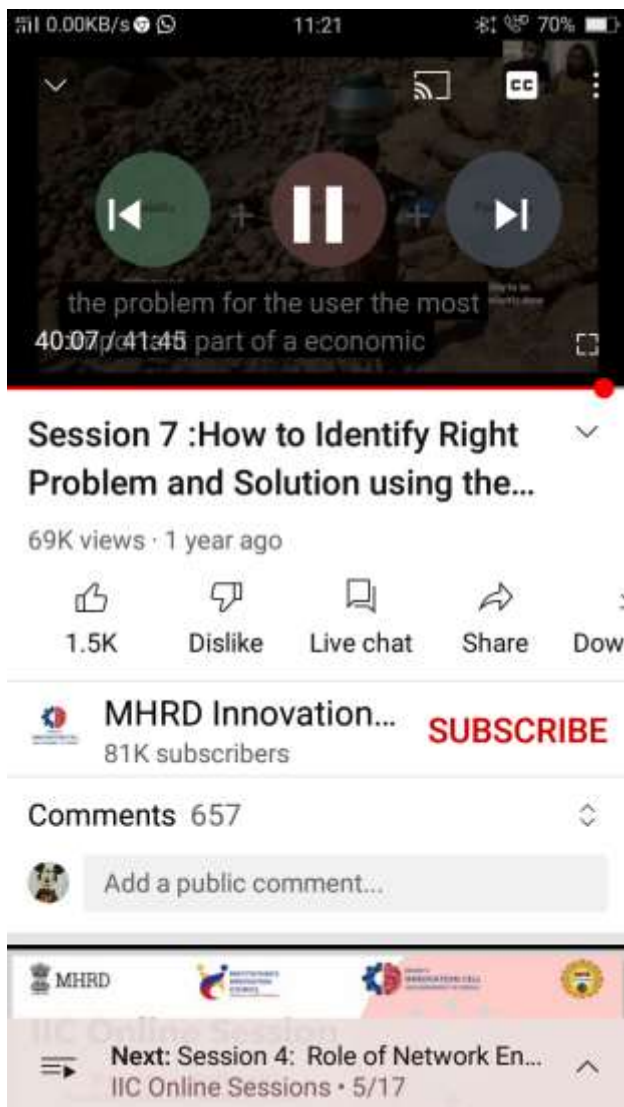 0.00KB/s 11:21 70%
CC
the problem for the user the most
important part of a economic
40:07 / 41:45
Session 7 :How to Identify Right
Problem and Solution using the...
69K views · 1 year ago
1.5K Dislike Live chat Share Dow
MHRD Innovation... SUBSCRIBE
81K subscribers
Comments 657
Add a public comment...
MHRD
IIC Online Session
Next: Session 4: Role of Network En...
IIC Online Sessions • 5/17